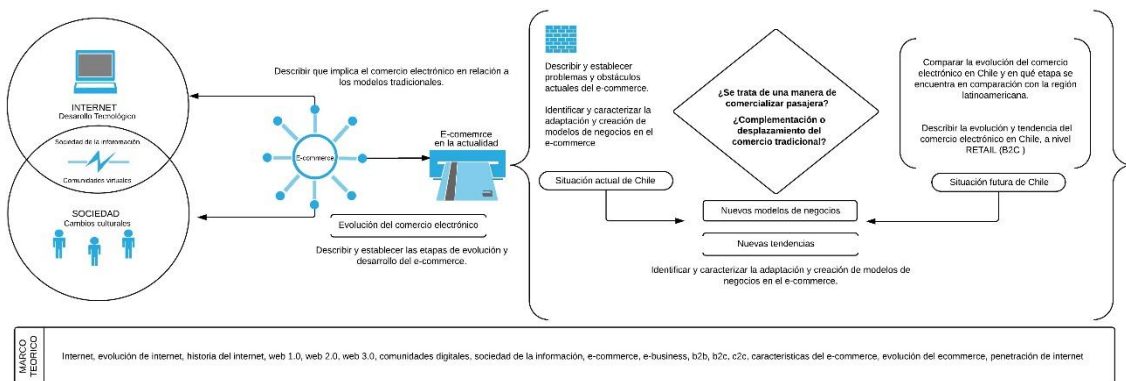 INTERNET
Desarrollo Tecnológico
Sociedad de la información
Comunidades virtuales
SOCIEDAD
Cambios culturales
Describir que implica el comercio electrónico en relación a
los modelos tradicionales.
E-commerce
E-comemrce
en la actualidad
Evolución del comercio electrónico
Describir y establecer las etapas de evolución y
desarrollo del e-commerce.
Describir y establecer
problemas y obstáculos
actuales del e-commerce.
Identificar y caracterizar la
adaptación y creación de
modelos de negocios en el
e-commerce
Situación actual de Chile
¿Se trata de una manera de
comercializar pasajera?
¿Complementación o
desplazamiento del
comercio tradicional?
Comparar la evolución del comercio
electrónico en Chile y en qué etapa se
encuentra en comparación con la región
latinoamericana.
Describir la evolución y tendencia del
comercio electrónico en Chile, a nivel
RETAIL (B2C )
Situación futura de Chile
Nuevos modelos de negocios
Nuevas tendencias
Identificar y caracterizar la adaptación y creación de modelos de
negocios en el e-commerce.
MARCO
TEORICO
Internet, evolución de internet, historia del internet, web 1.0, web 2.0, web 3.0, comunidades digitales, sociedad de la información, e-commerce, e-business, b2b, b2c, c2c, características del e-commerce, evolución del ecommerce, penetración de internet